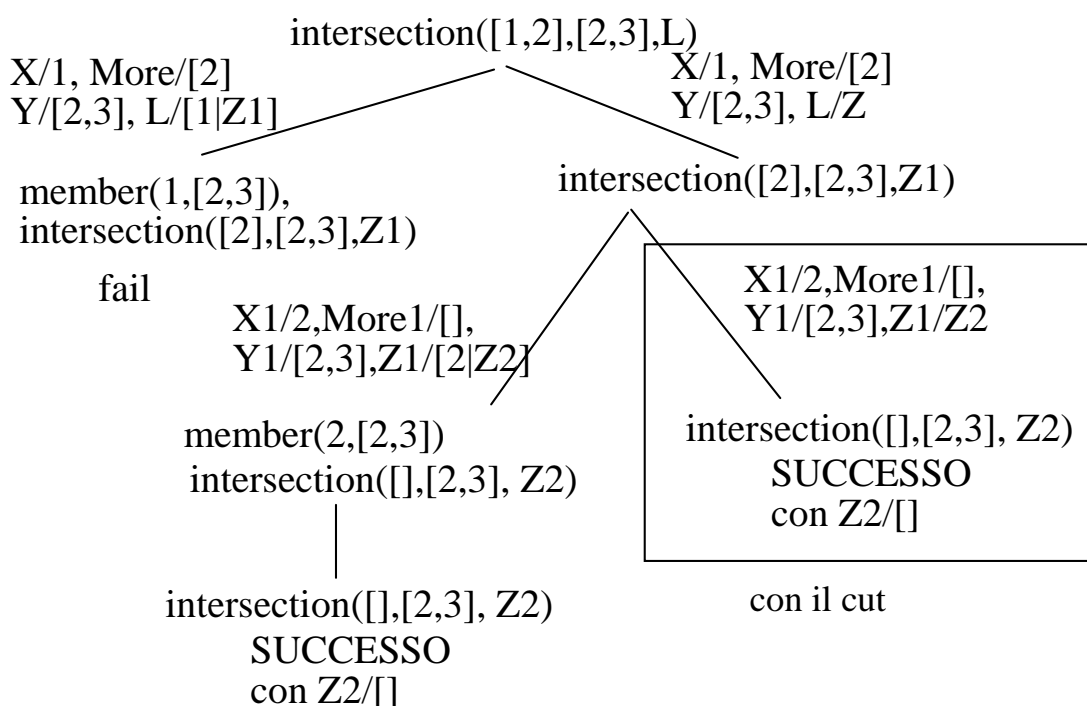 intersection([1,2],[2,3],L)
X/1, More/[2]
Y/[2,3], L/[1|Z1]
X/1, More/[2]
Y/[2,3], L/Z
member(1,[2,3]),
intersection([2],[2,3],Z1)
fail
intersection([2],[2,3],Z1)
X1/2,More1/[],
Y1/[2,3],Z1/[2|Z2]
X1/2,More1/[],
Y1/[2,3],Z1/Z2
member(2,[2,3])
intersection([],[2,3], Z2)
intersection([],[2,3], Z2)
SUCCESSO
con Z2/[]
con il cut
intersection([],[2,3], Z2)
SUCCESSO
con Z2/[]